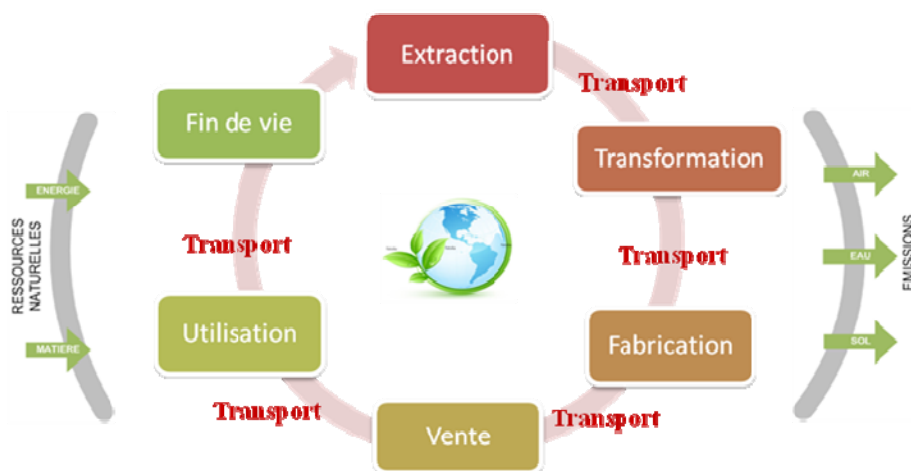 Extraction
Transport
Fin de vie
Transformation
ENERGIE
AIR
RESSOURCES
NATURELLES
Transport
Transport
EAU
EMISSIONS
Utilisation
Fabrication
MATIERE
SOL
Transport
Vente
Transport